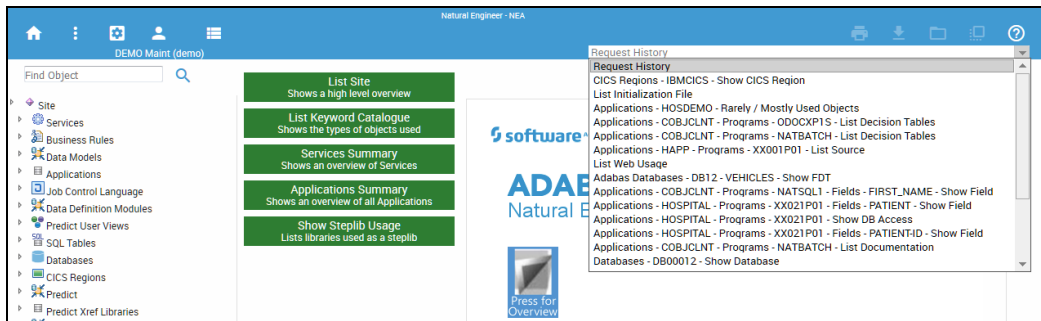 Natural Engineer - NEA
DEMO Maint (demo)
Request History
Find Object
Site
Services
Business Rules
Data Models
Applications
Job Control Language
Data Definition Modules
Predict User Views
SQL Tables
Databases
CICS Regions
Predict
Predict Xref Libraries
List Site
Shows a high level overview
List Keyword Catalogue
Shows the types of objects used
Services Summary
Shows an overview of Services
Applications Summary
Shows an overview of all Applications
Show Steplib Usage
Lists libraries used as a steplib
software
ADAB
Natural E
Press for
Overview
Request History
CICS Regions - IBMCICS - Show CICS Region
List Initialization File
Applications - HOSDEMO - Rarely / Mostly Used Objects
Applications - COBJCLNT - Programs - ODOCXP1S - List Decision Tables
Applications - COBJCLNT - Programs - NATBATCH - List Decision Tables
Applications - HAPP - Programs - XX001P01 - List Source
List Web Usage
Adabas Databases - DB12 - VEHICLES - Show FDT
Applications - COBJCLNT - Programs - NATSQL1 - Fields - FIRST_NAME - Show Field
Applications - HOSPITAL - Programs - XX021P01 - Fields - PATIENT - Show Field
Applications - HOSPITAL - Programs - XX021P01 - Show DB Access
Applications - HOSPITAL - Programs - XX021P01 - Fields - PATIENT-ID - Show Field
Applications - COBJCLNT - Programs - NATBATCH - List Documentation
Databases - DB00012 - Show Database